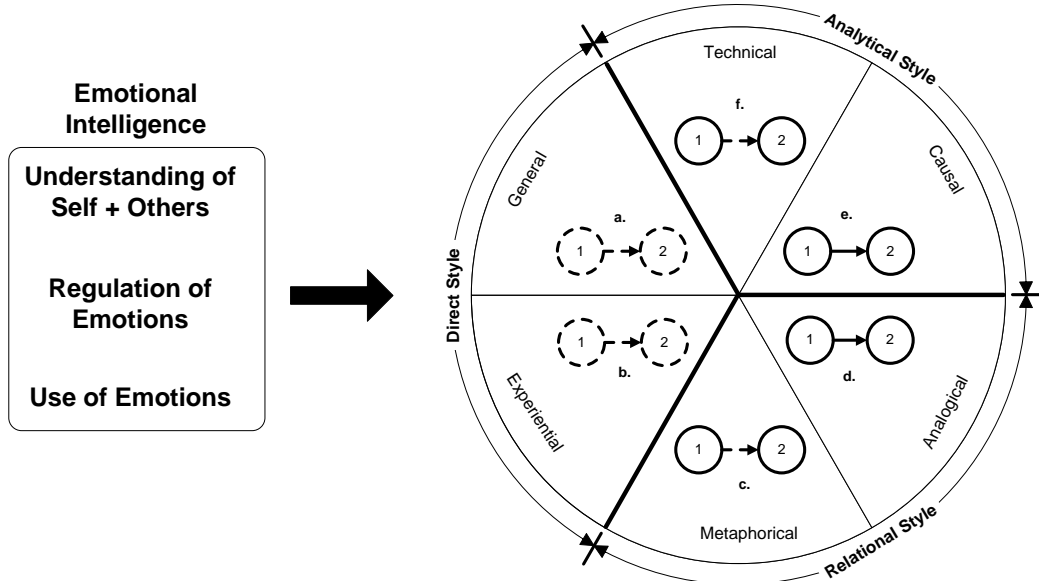 Emotional
Intelligence
Understanding of
Self + Others
Regulation of
Emotions
Use of Emotions
Direct Style
Analytical Style
Relational Style
Technical
f.
1
2
General
a.
1
2
Causal
e.
1
2
1
2
b.
Experiential
1
2
d.
Analogical
1
2
c.
Metaphorical